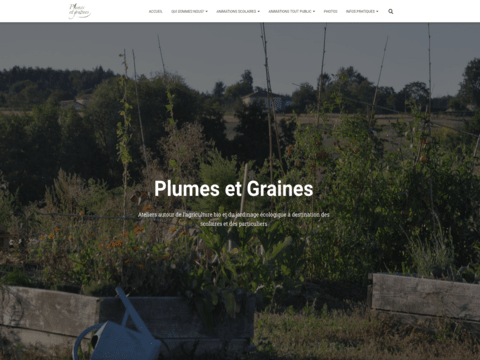 Plumes
et graines
ACCUEIL QUI SOMMES NOUS? ANIMATIONS SCOLAIRES ANIMATIONS TOUT PUBLIC PHOTOS INFOS PRATIQUES
Plumes et Graines
Ateliers autour de l'agriculture bio et du jardinage écologique à destination des
scolaires et des particuliers.